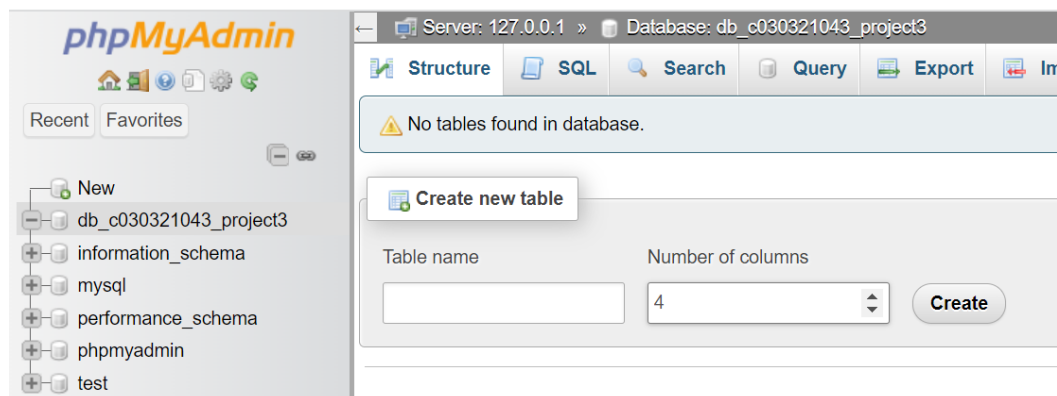 phpMyAdmin
Recent Favorites
New
db_c030321043_project3
information_schema
mysql
performance_schema
phpmyadmin
test
← Server: 127.0.0.1 » Database: db_c030321043_project3
Structure SQL Search Query Export Im
No tables found in database.
Create new table
Table name Number of columns
4 Create